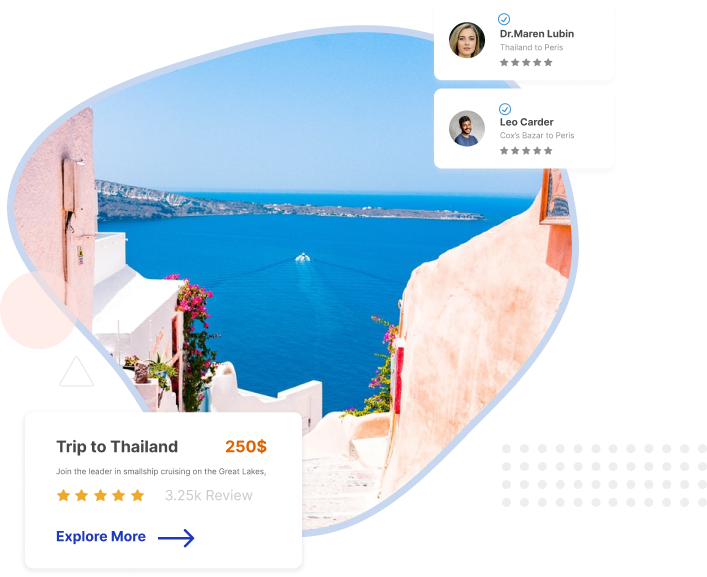 Dr.Maren Lubin
Thailand to Peris
Leo Carder
Cox's Bazar to Peris
Trip to Thailand
250$
Join the leader in smallship cruising on the Great Lakes,
3.25k Review
Explore More